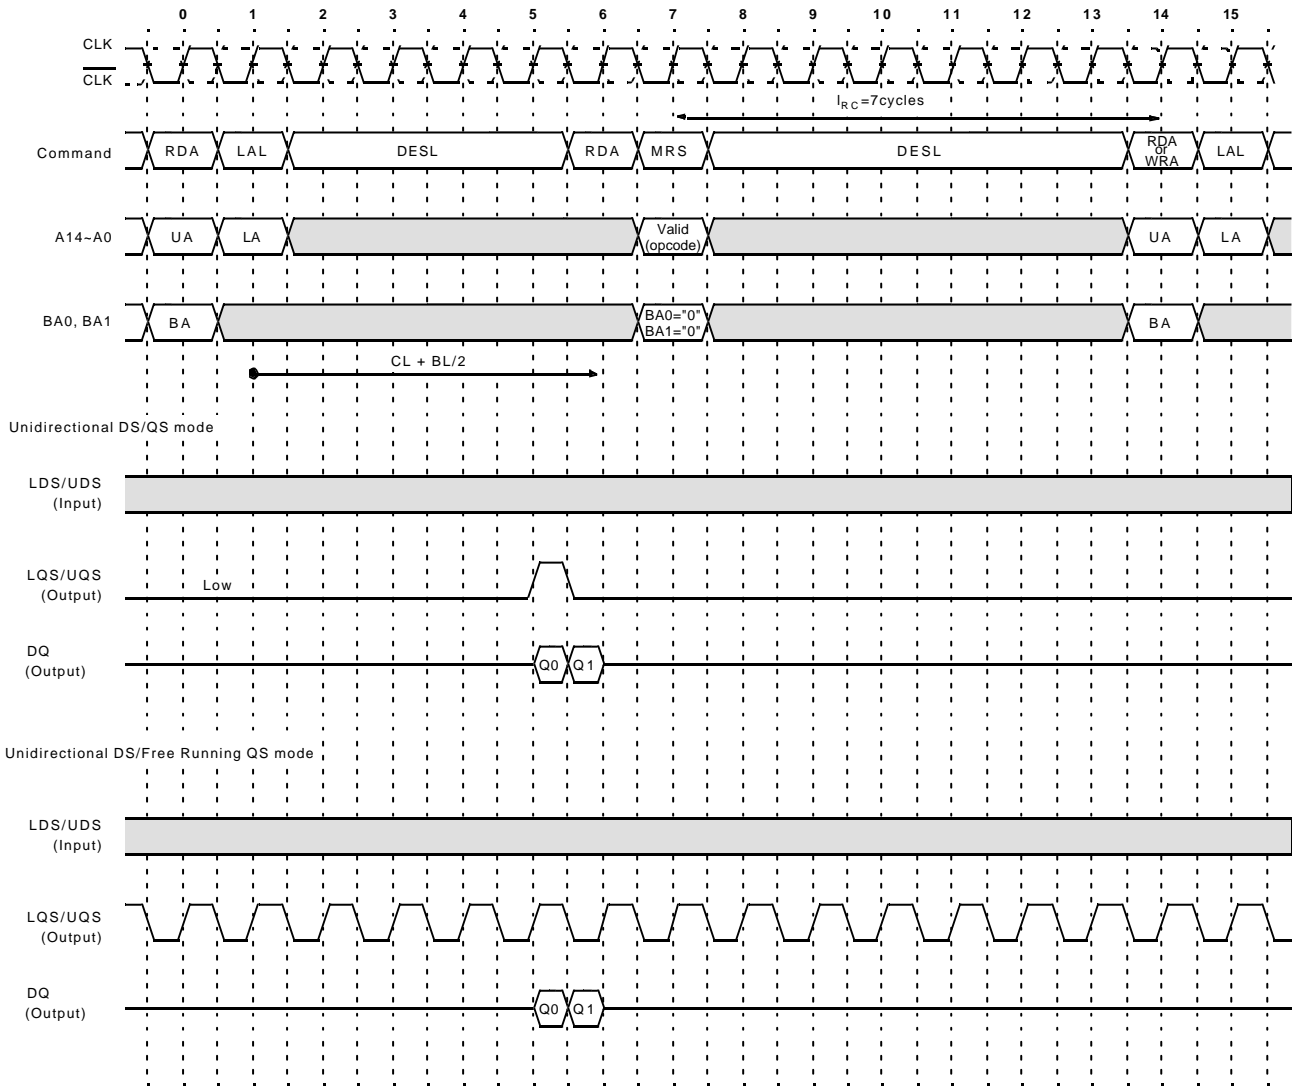 0 1 2 3 4 5 6 7 8 9 10 11 12 13 14 15
CLK
CLK
IRC=7cycles
Command RDA LAL DESL RDA MRS DESL RDA or WRA LAL
A14~A0 UA LA Valid (opcode) UA LA
BA0, BA1 BA BA0="0" BA1="0" BA
CL + BL/2
Unidirectional DS/QS mode
LDS/UDS
(Input)
LQS/UQS
(Output)
Low
DQ
(Output)
Q0 Q1
Unidirectional DS/Free Running QS mode
LDS/UDS
(Input)
LQS/UQS
(Output)
DQ
(Output)
Q0 Q1